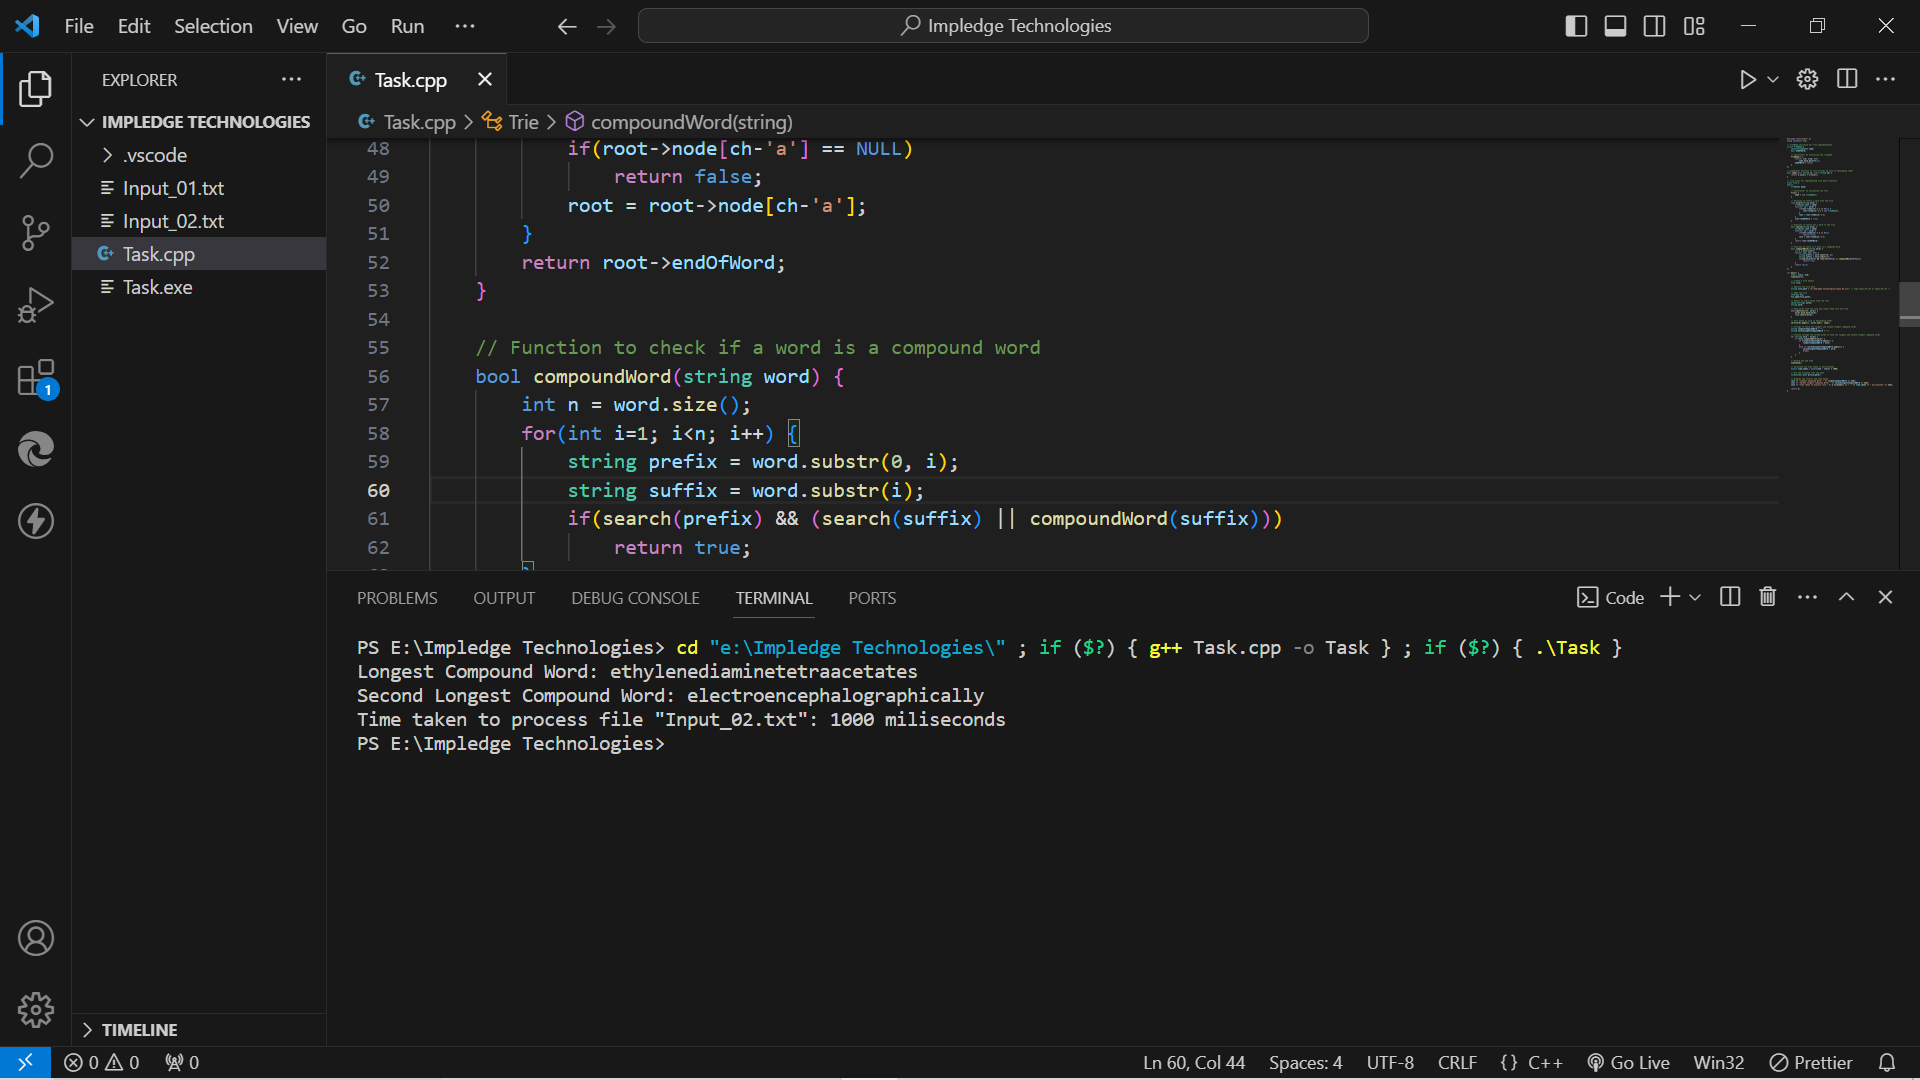 File Edit Selection View Go Run ··· Impledge Technologies
EXPLORER ···
IMPLEDGE TECHNOLOGIES
.vscode
Input_01.txt
Input_02.txt
Task.cpp
Task.exe
TIMELINE
Task.cpp
Task.cpp > Trie > compoundWord(string)
48 if(root->node[ch-'a'] == NULL)
49 return false;
50 root = root->node[ch-'a'];
51 }
52 return root->endOfWord;
53 }
54
55 // Function to check if a word is a compound word
56 bool compoundWord(string word) {
57 int n = word.size();
58 for(int i=1; i<n; i++) {
59 string prefix = word.substr(0, i);
60 string suffix = word.substr(i);
61 if(search(prefix) && (search(suffix) || compoundWord(suffix)))
62 return true;
PROBLEMS OUTPUT DEBUG CONSOLE TERMINAL PORTS Code
PS E:\Impledge Technologies> cd "e:\Impledge Technologies\" ; if ($?) { g++ Task.cpp -o Task } ; if ($?) { .\Task }
Longest Compound Word: ethylenediaminetetraacetates
Second Longest Compound Word: electroencephalographically
Time taken to process file "Input_02.txt": 1000 miliseconds
PS E:\Impledge Technologies>
1
0 0 0 Ln 60, Col 44 Spaces: 4 UTF-8 CRLF {} C++ Go Live Win32 Prettier